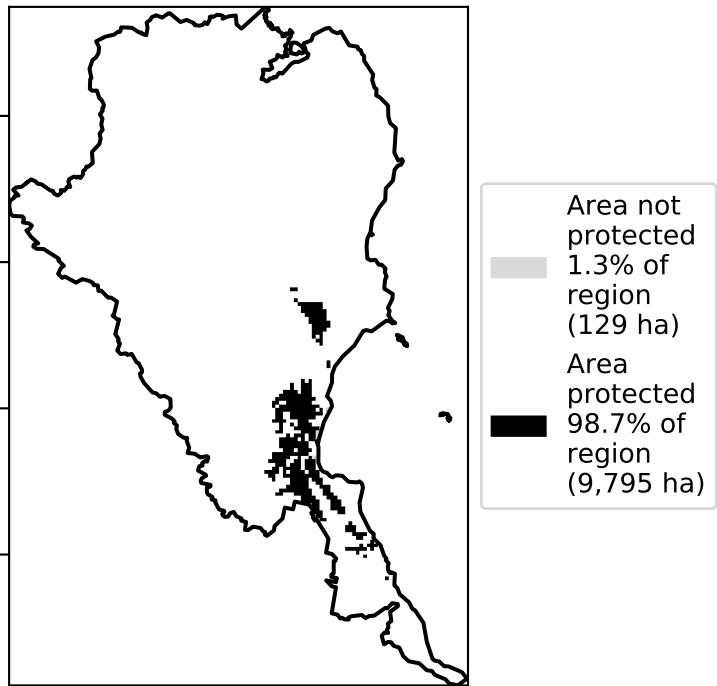 Area not
protected
1.3% of
region
(129 ha)
Area
protected
98.7% of
region
(9,795 ha)